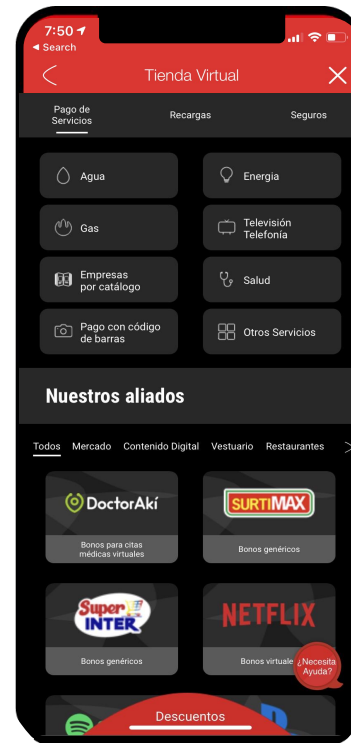 7:50
◄ Search
Tienda Virtual
Pago de
Servicios
Recargas
Seguros
Agua
Energia
Gas
Televisión
Telefonía
Empresas
por catálogo
Salud
Pago con código
de barras
Otros Servicios
Nuestros aliados
Todos Mercado Contenido Digital Vestuario Restaurantes
DoctorAkí
SURTIMAX
Bonos para citas
médicas virtuales
Bonos genéricos
Super
INTER
NETFLIX
Bonos genéricos
Bonos virtuale
¿Necesita
Ayuda?
Descuentos